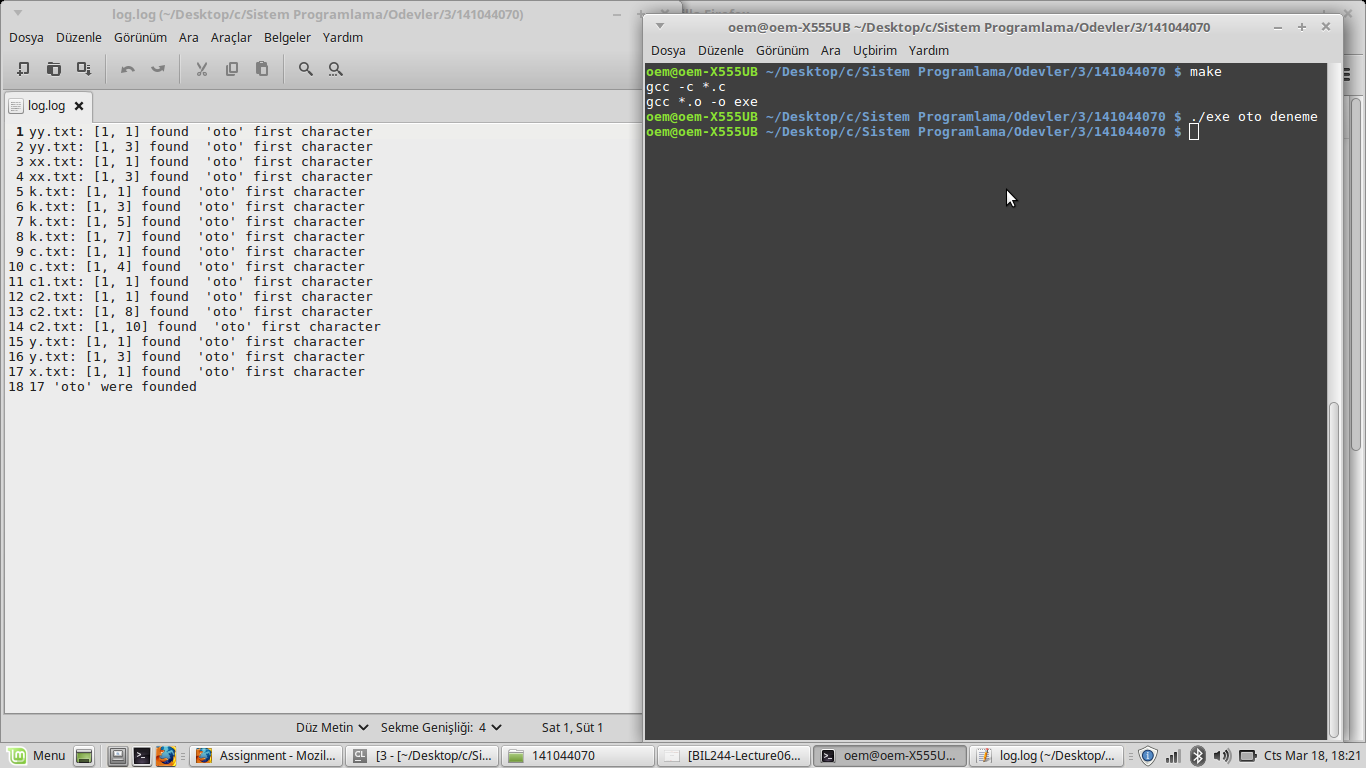 log.log (~/Desktop/c/Sistem Programlama/Odevler/3/141044070)
Dosya Düzenle Görünüm Ara Araçlar Belgeler Yardım
log.log
1 yy.txt: [1, 1] found  'oto' first character
2 yy.txt: [1, 3] found  'oto' first character
3 xx.txt: [1, 1] found  'oto' first character
4 xx.txt: [1, 3] found  'oto' first character
5 k.txt: [1, 1] found  'oto' first character
6 k.txt: [1, 3] found  'oto' first character
7 k.txt: [1, 5] found  'oto' first character
8 k.txt: [1, 7] found  'oto' first character
9 c.txt: [1, 1] found  'oto' first character
10 c.txt: [1, 4] found  'oto' first character
11 c1.txt: [1, 1] found  'oto' first character
12 c2.txt: [1, 1] found  'oto' first character
13 c2.txt: [1, 8] found  'oto' first character
14 c2.txt: [1, 10] found  'oto' first character
15 y.txt: [1, 1] found  'oto' first character
16 y.txt: [1, 3] found  'oto' first character
17 x.txt: [1, 1] found  'oto' first character
18 17 'oto' were founded
Düz Metin Sekme Genişliği: 4 Sat 1, Süt 1
oem@oem-X555UB ~/Desktop/c/Sistem Programlama/Odevler/3/141044070
Dosya Düzenle Görünüm Ara Uçbirim Yardım
oem@oem-X555UB ~/Desktop/c/Sistem Programlama/Odevler/3/141044070 $ make
gcc -c *.c
gcc *.o -o exe
oem@oem-X555UB ~/Desktop/c/Sistem Programlama/Odevler/3/141044070 $ ./exe oto deneme
oem@oem-X555UB ~/Desktop/c/Sistem Programlama/Odevler/3/141044070 $
Menu Assignment - Mozil... [3 - [~/Desktop/c/Si... 141044070 [BIL244-Lecture06... oem@oem-X555U... log.log (~/Desktop/... Cts Mar 18, 18:21